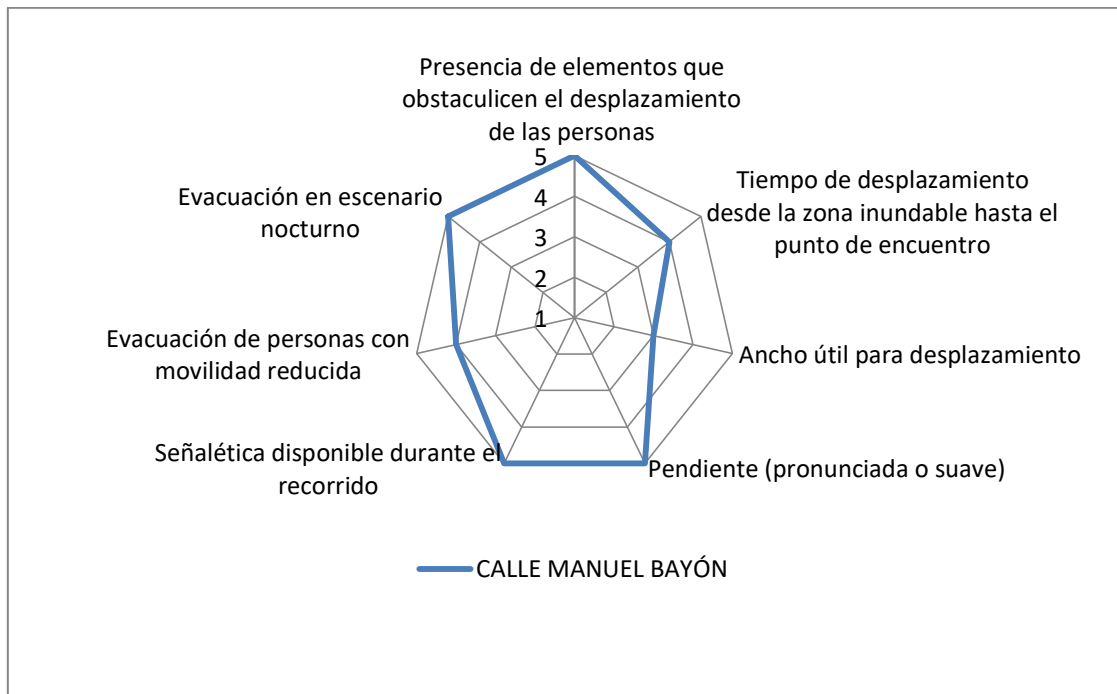 Presencia de elementos que
obstaculicen el desplazamiento
de las personas
5
4
3
2
1
Tiempo de desplazamiento
desde la zona inundable hasta el
punto de encuentro
Ancho útil para desplazamiento
Pendiente (pronunciada o suave)
Señalética disponible durante el
recorrido
Evacuación de personas con
movilidad reducida
Evacuación en escenario
nocturno
CALLE MANUEL BAYÓN